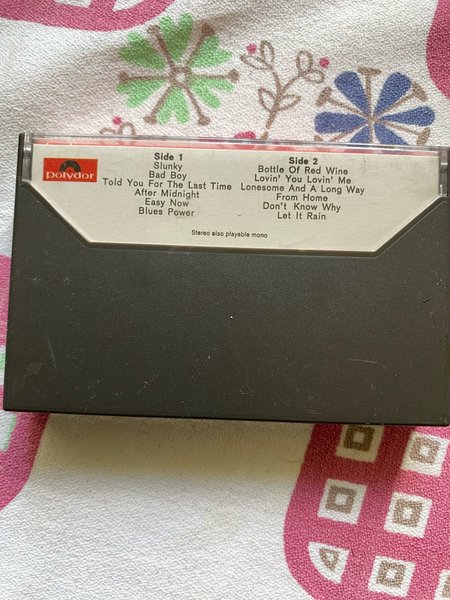 polydor
Side 1
Slunky
Bad Boy
Told You For The Last Time
After Midnight
Easy Now
Blues Power
Side 2
Bottle Of Red Wine
Lovin' You Lovin' Me
Lonesome And A Long Way
From Home
Don't Know Why
Let It Rain
Stereo also playable mono